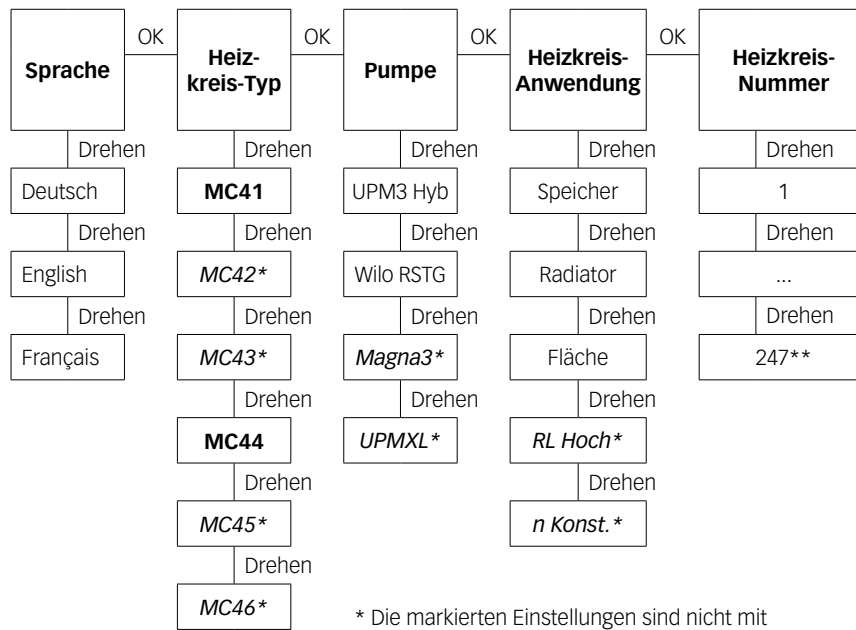 OK OK OK OK
Sprache Heiz- Pumpe Heizkreis- Heizkreis-
kreis-Typ Anwendung Nummer
Drehen Drehen Drehen Drehen Drehen
Deutsch MC41 UPM3 Hyb Speicher 1
Drehen Drehen Drehen Drehen Drehen
English MC42* Wilo RSTG Radiator ...
Drehen Drehen Drehen Drehen Drehen
Français MC43* Magna3* Fläche 247**
Drehen Drehen Drehen
MC44 UPMXL* RL Hoch*
Drehen Drehen
MC45* n Konst.*
Drehen
MC46*
* Die markierten Einstellungen sind nicht mit